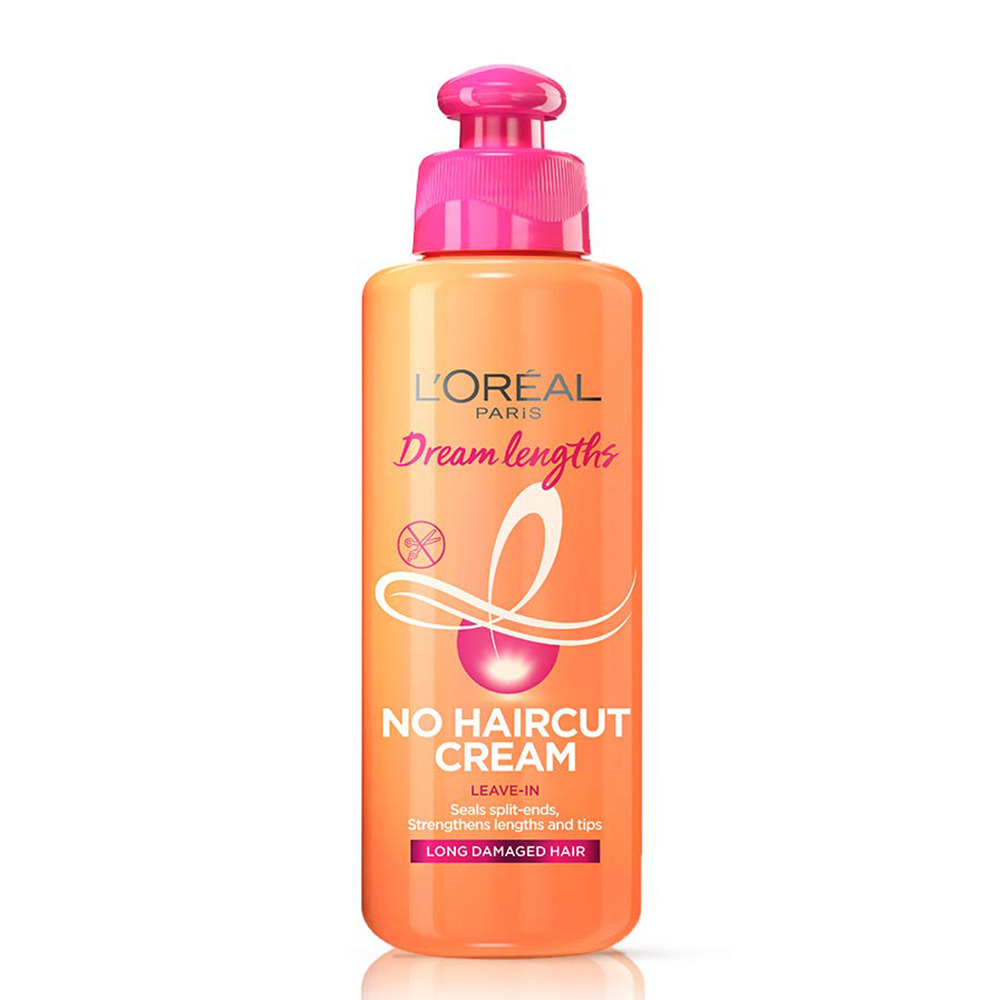 L'ORÉAL
PARiS
Dream lengths
NO HAIRCUT
CREAM
LEAVE-IN
Seals split-ends,
Strengthens lengths and tips
LONG DAMAGED HAIR